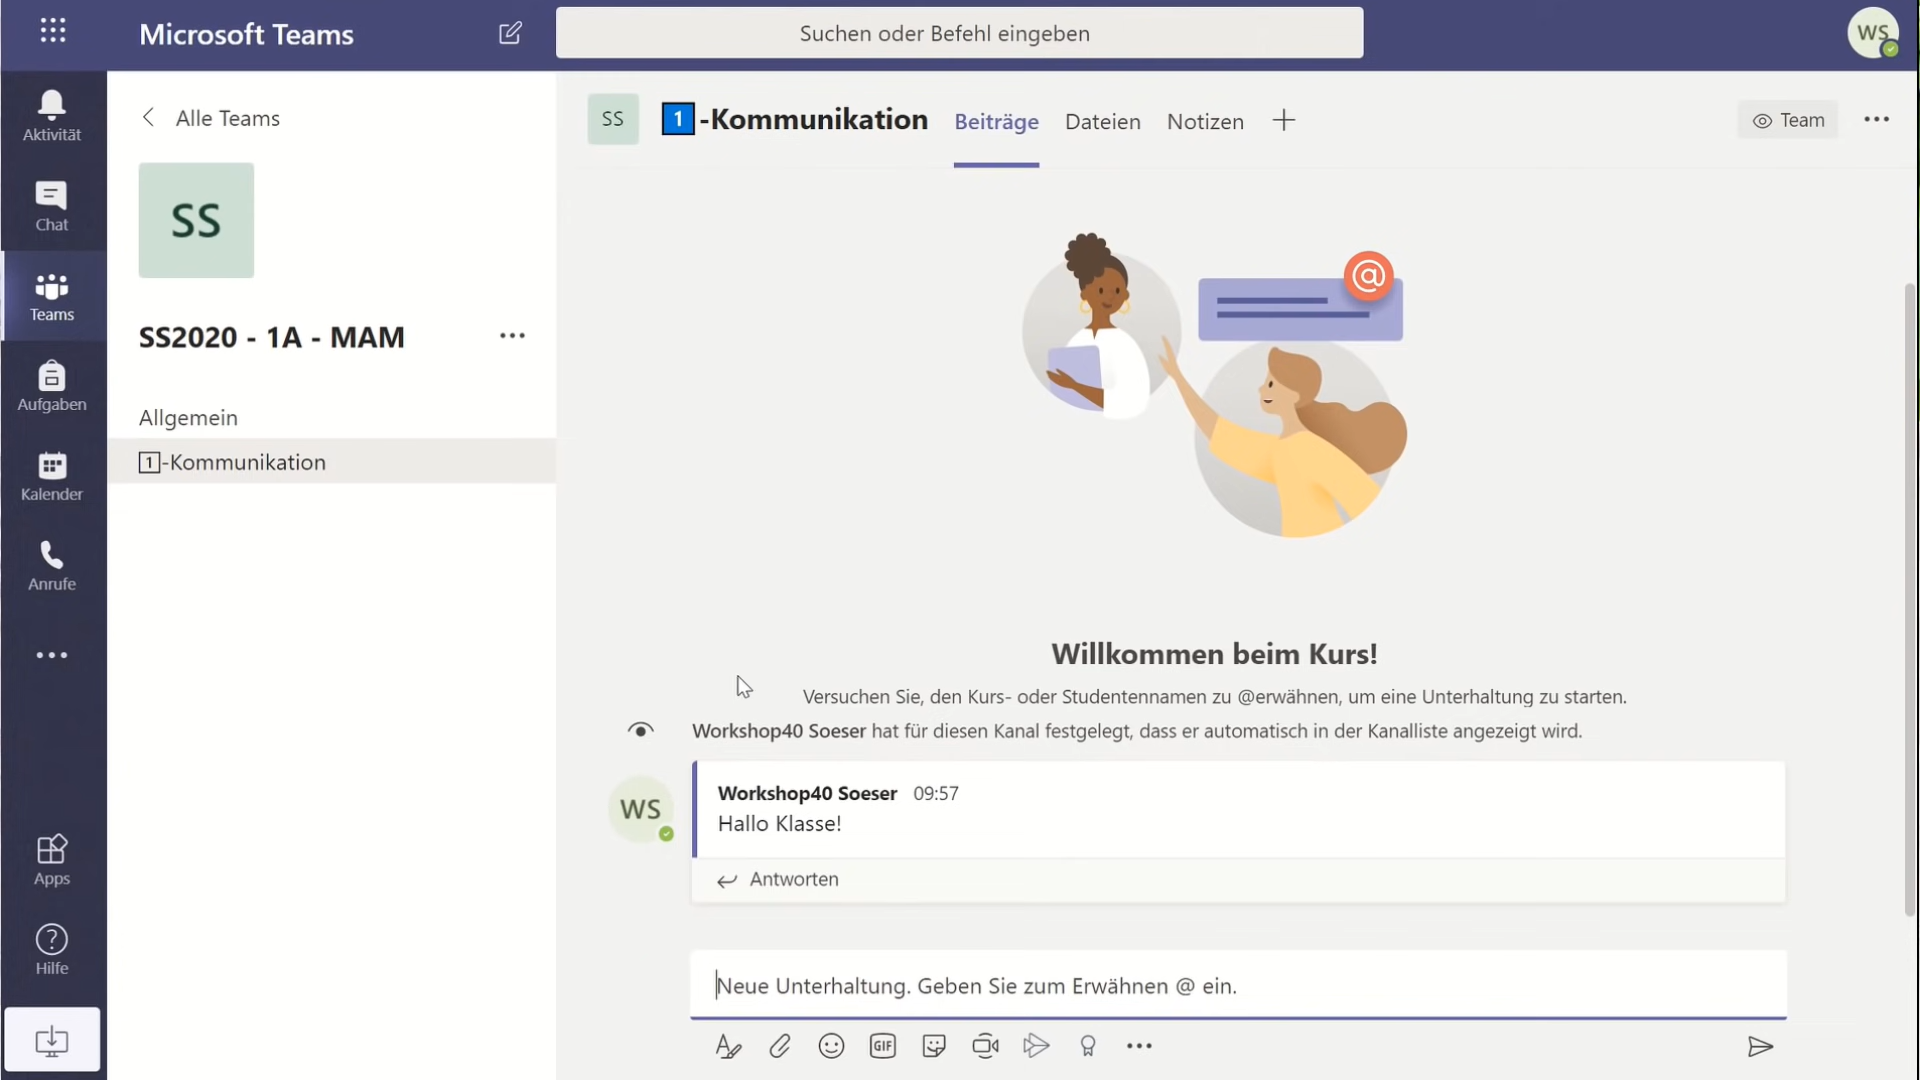 Microsoft Teams
Suchen oder Befehl eingeben
WS
Aktivität
Chat
Teams
Aufgaben
Kalender
Anrufe
Apps
Hilfe
Alle Teams
SS
SS2020 - 1A - MAM
Allgemein
1-Kommunikation
SS
1-Kommunikation
Beiträge
Dateien
Notizen
Team
@
Willkommen beim Kurs!
Versuchen Sie, den Kurs- oder Studentennamen zu @erwähnen, um eine Unterhaltung zu starten.
Workshop40 Soeser hat für diesen Kanal festgelegt, dass er automatisch in der Kanalliste angezeigt wird.
WS
Workshop40 Soeser 09:57
Hallo Klasse!
Antworten
Neue Unterhaltung. Geben Sie zum Erwähnen @ ein.
GIF